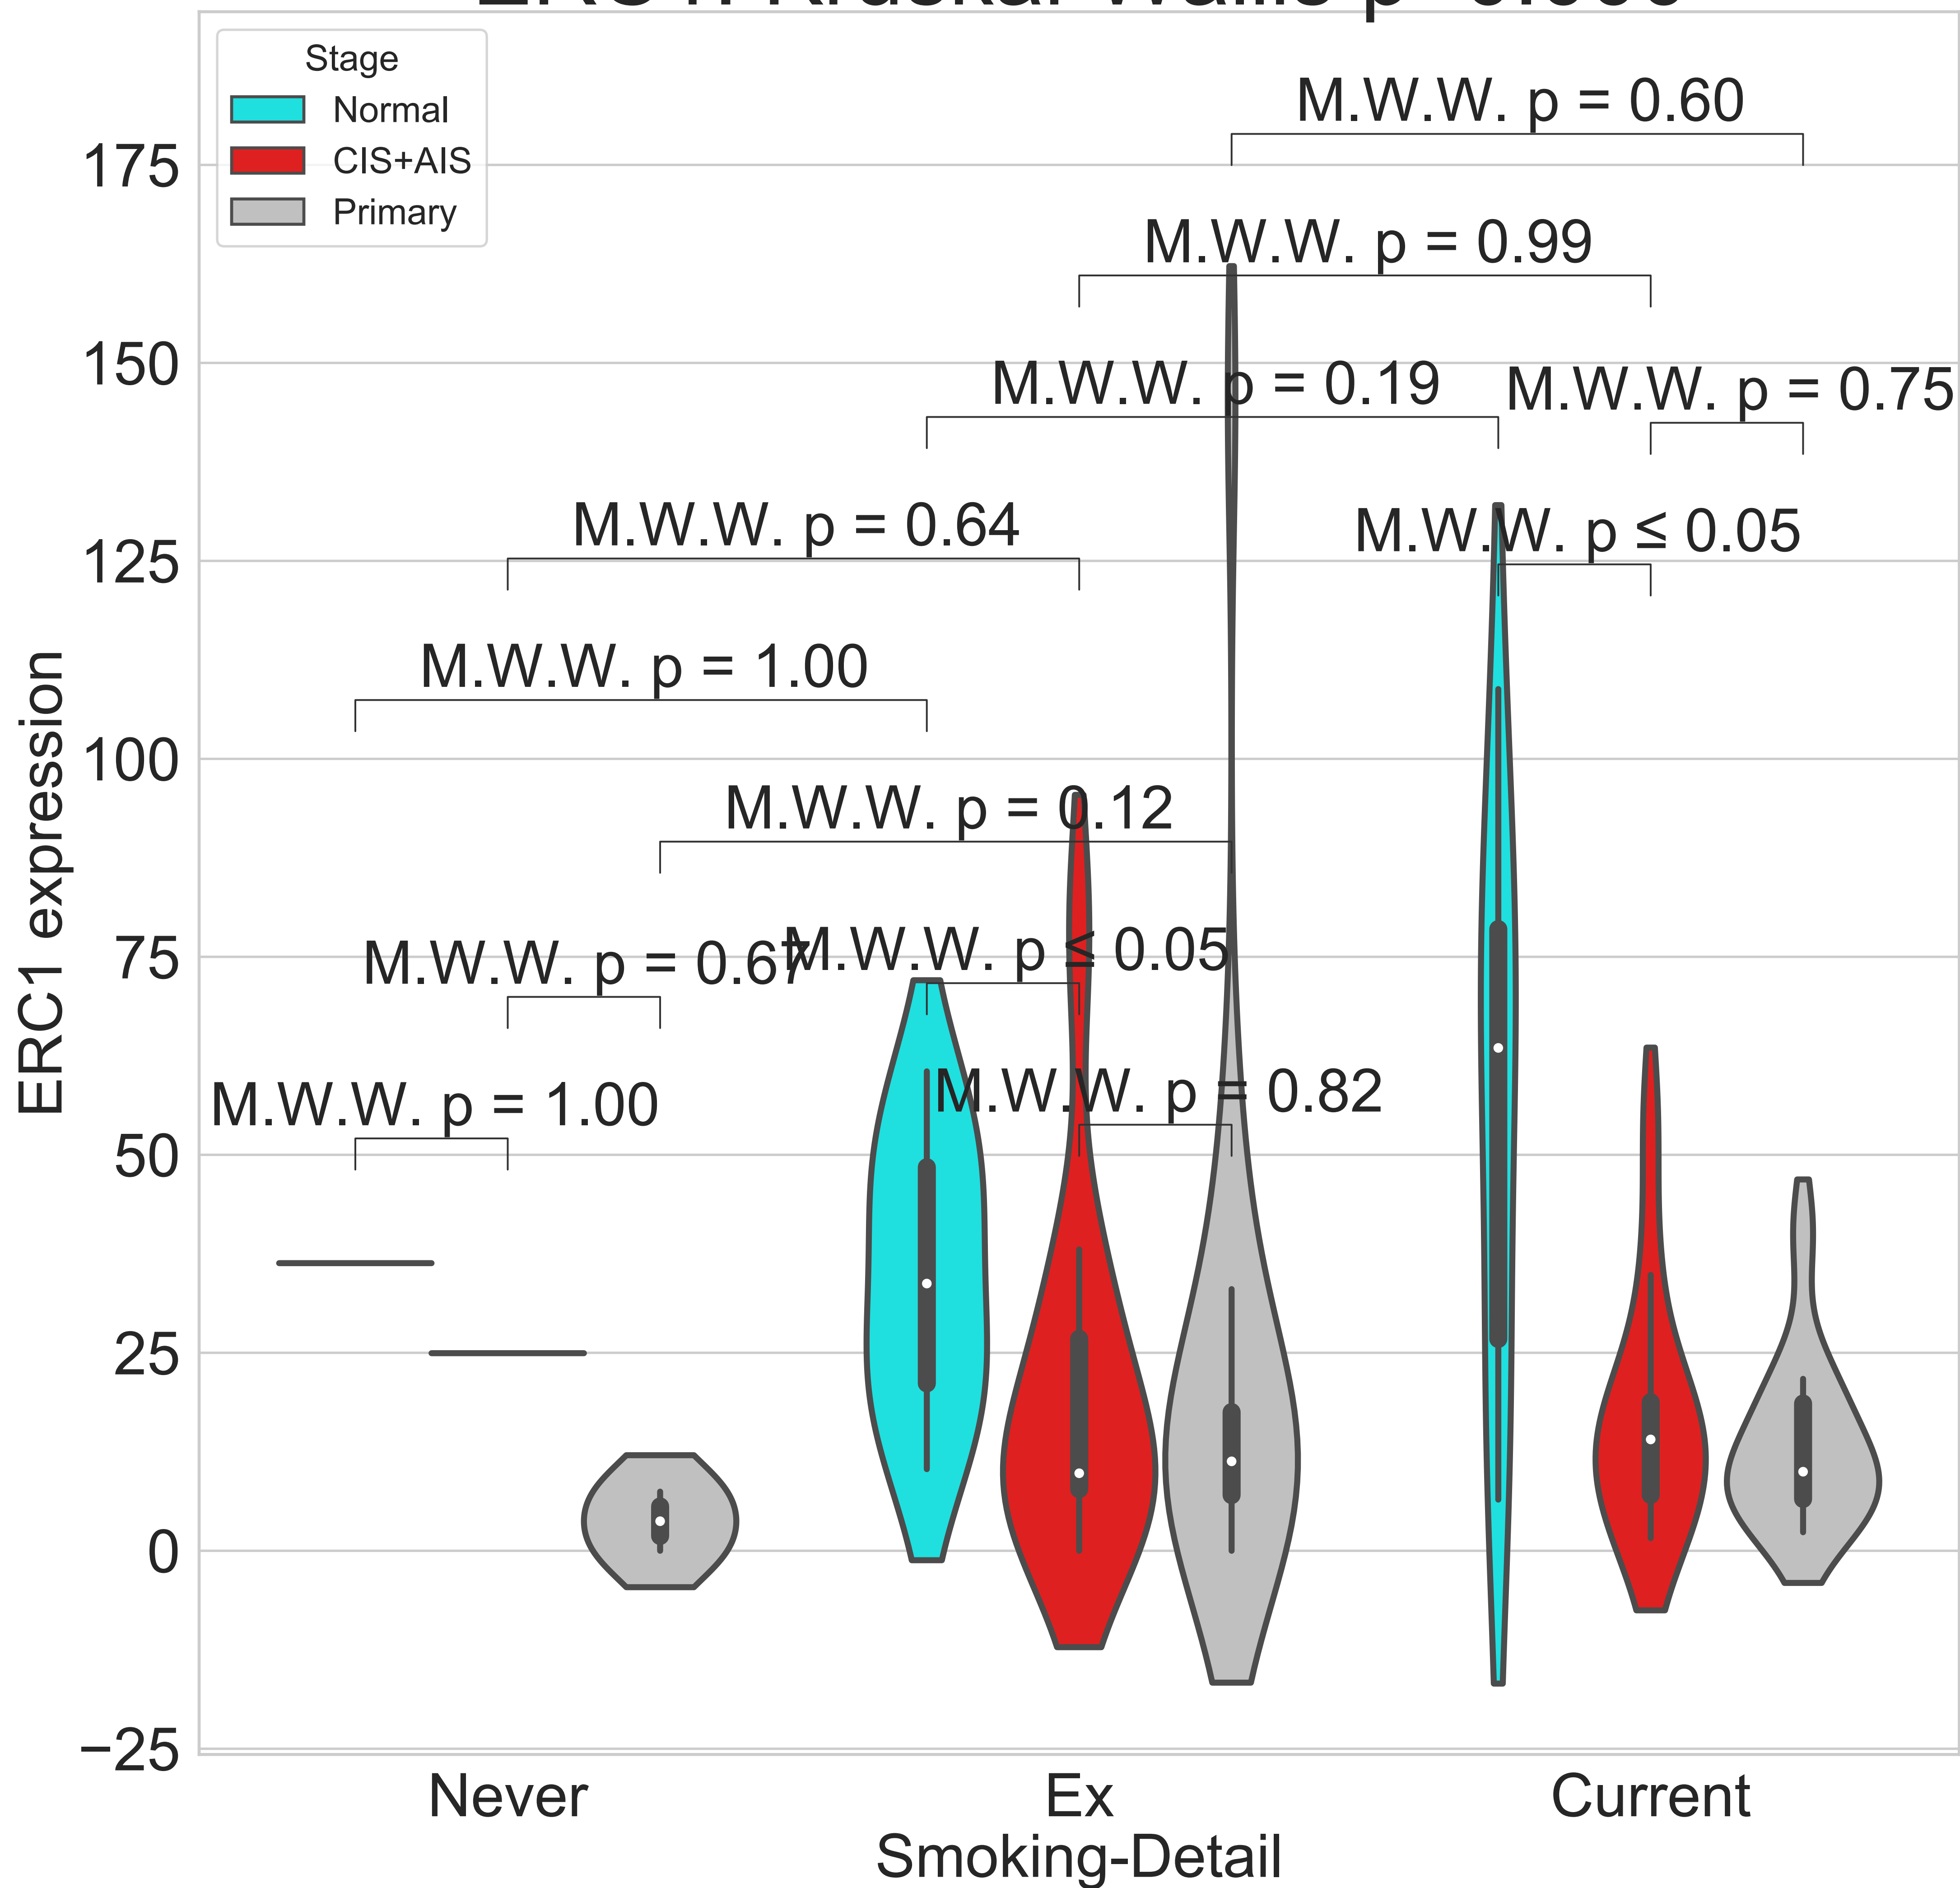 Stage
Normal
CIS+AIS
Primary
M.W.W. p = 0.60
M.W.W. p = 0.99
M.W.W. p = 0.19
M.W.W. p = 0.75
M.W.W. p = 0.64
M.W.W. p ≤ 0.05
M.W.W. p = 1.00
M.W.W. p = 0.12
M.W.W. p = 0.67
M.W.W. p ≤ 0.05
M.W.W. p = 0.82
M.W.W. p = 1.00
175
150
125
100
75
50
25
0
−25
ERC1 expression
Never
Ex
Current
Smoking-Detail